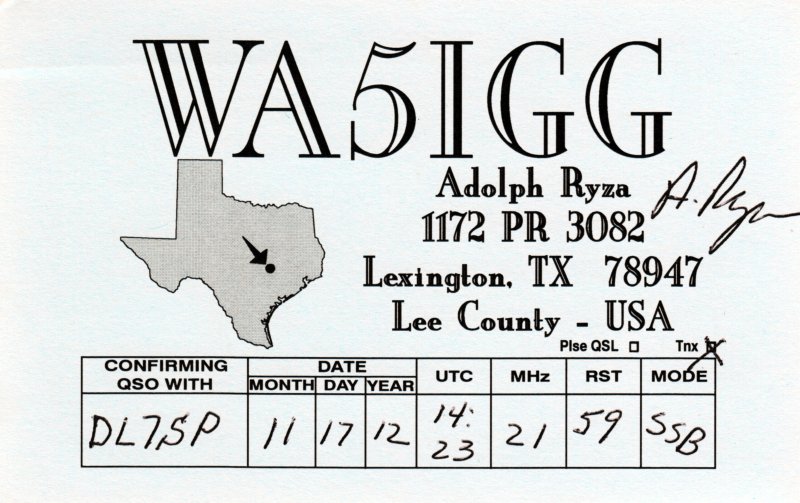 WA5IGG
Adolph Ryza
A. Ryza
1172 PR 3082
Lexington, TX 78947
Lee County - USA
Plse QSL □ Tnx □
CONFIRMING QSO WITH DATE MONTH DAY YEAR UTC MHz RST MODE
DL7SP 11 17 12 14:23 21 59 SSB